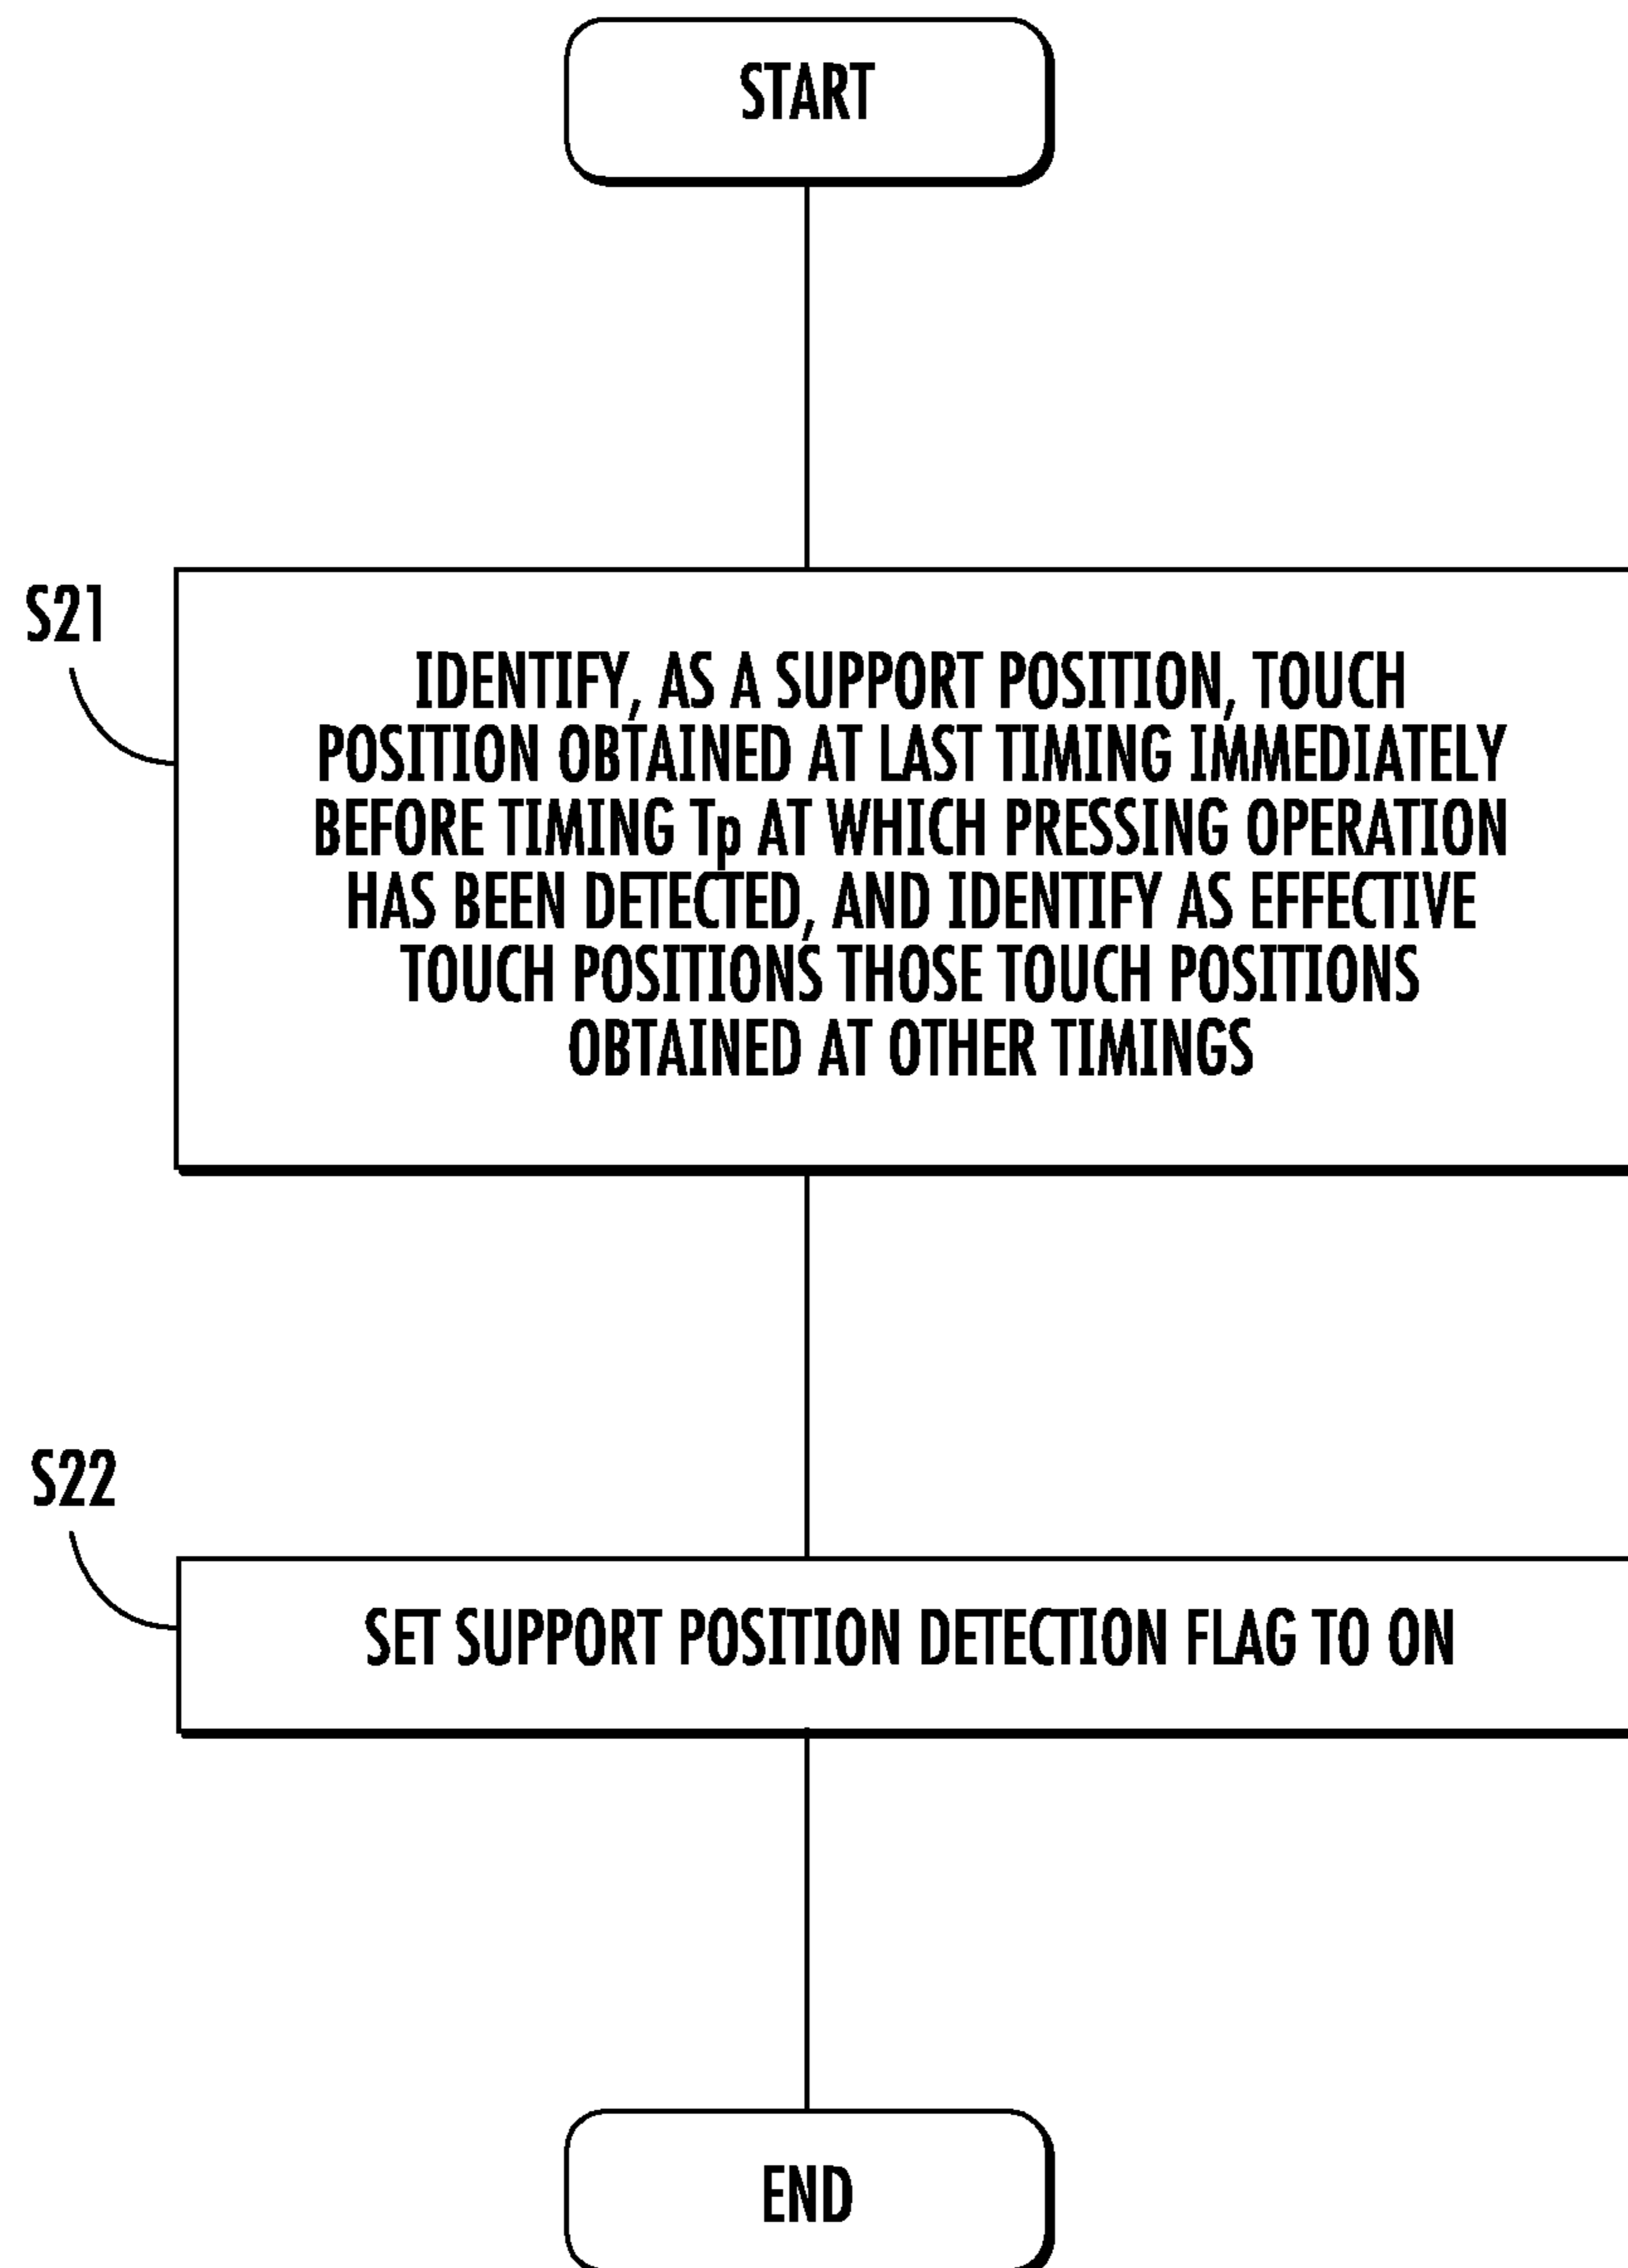 START
S21
IDENTIFY, AS A SUPPORT POSITION, TOUCH
POSITION OBTAINED AT LAST TIMING IMMEDIATELY
BEFORE TIMING Tp AT WHICH PRESSING OPERATION
HAS BEEN DETECTED, AND IDENTIFY AS EFFECTIVE
TOUCH POSITIONS THOSE TOUCH POSITIONS
OBTAINED AT OTHER TIMINGS
S22
SET SUPPORT POSITION DETECTION FLAG TO ON
END